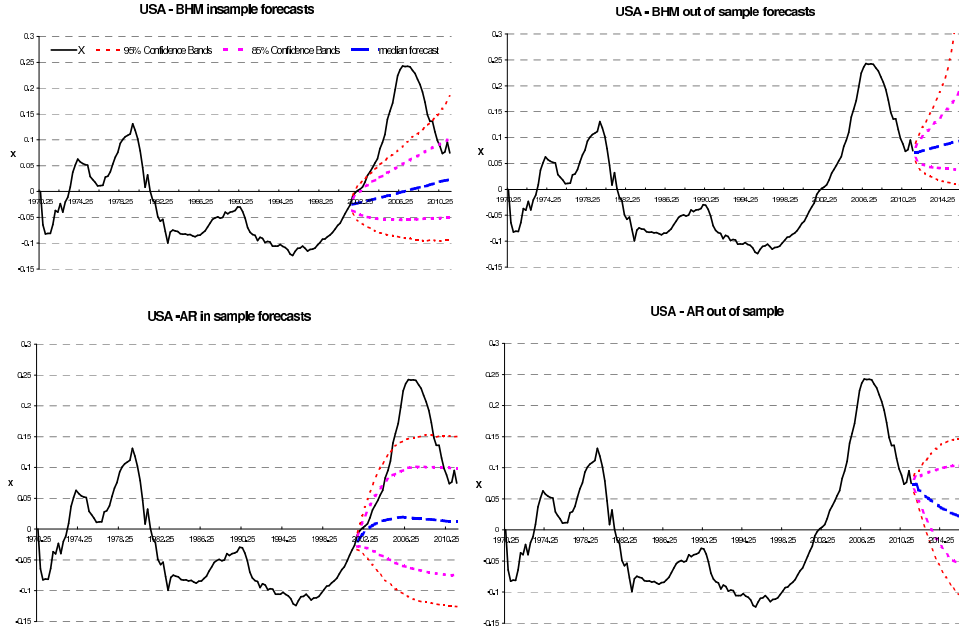 USA - BHM insample forecasts
0.3
X
95% Confidence Bands
85% Confidence Bands
median forecast
0.25
0.2
0.15
0.1
x
0.05
0
1970.25 1974.25 1978.25 1982.25 1986.25 1990.25 1994.25 1998.25 2002.25 2006.25 2010.25
-0.05
-0.1
-0.15
USA - BHM out of sample forecasts
0.3
0.25
0.2
0.15
0.1
x
0.05
0
1970.25 1974.25 1978.25 1982.25 1986.25 1990.25 1994.25 1998.25 2002.25 2006.25 2010.25 2014.25
-0.05
-0.1
-0.15
USA -AR in sample forecasts
0.3
0.25
0.2
0.15
0.1
x
0.05
0
1970.25 1974.25 1978.25 1982.25 1986.25 1990.25 1994.25 1998.25 2002.25 2006.25 2010.25
-0.05
-0.1
-0.15
USA - AR out of sample
0.3
0.25
0.2
0.15
0.1
x
0.05
0
1970.25 1974.25 1978.25 1982.25 1986.25 1990.25 1994.25 1998.25 2002.25 2006.25 2010.25 2014.25
-0.05
-0.1
-0.15